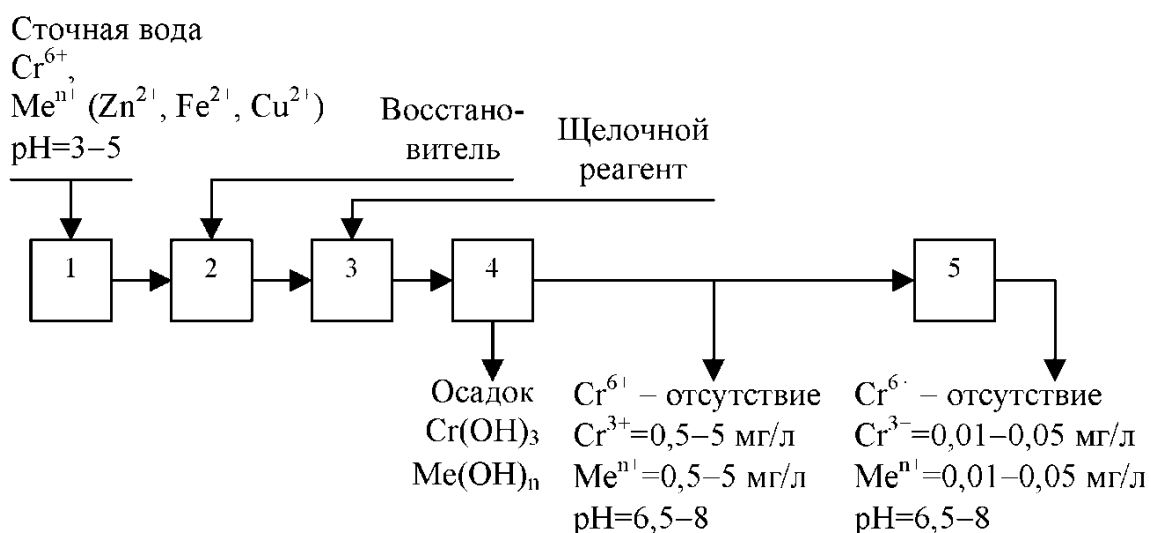 Сточная вода
Cr⁶⁺,
Meⁿ⁺ (Zn²⁺, Fe²⁺, Cu²⁺)
pH=3–5
Восстано-
витель
Щелочной
реагент
1
2
3
4
5
Осадок
Cr(OH)₃
Me(OH)ₙ
Cr⁶⁺ – отсутствие
Cr³⁺=0,5–5 мг/л
Meⁿ⁺=0,5–5 мг/л
pH=6,5–8
Cr⁶⁺ – отсутствие
Cr³⁺=0,01–0,05 мг/л
Meⁿ⁺=0,01–0,05 мг/л
pH=6,5–8